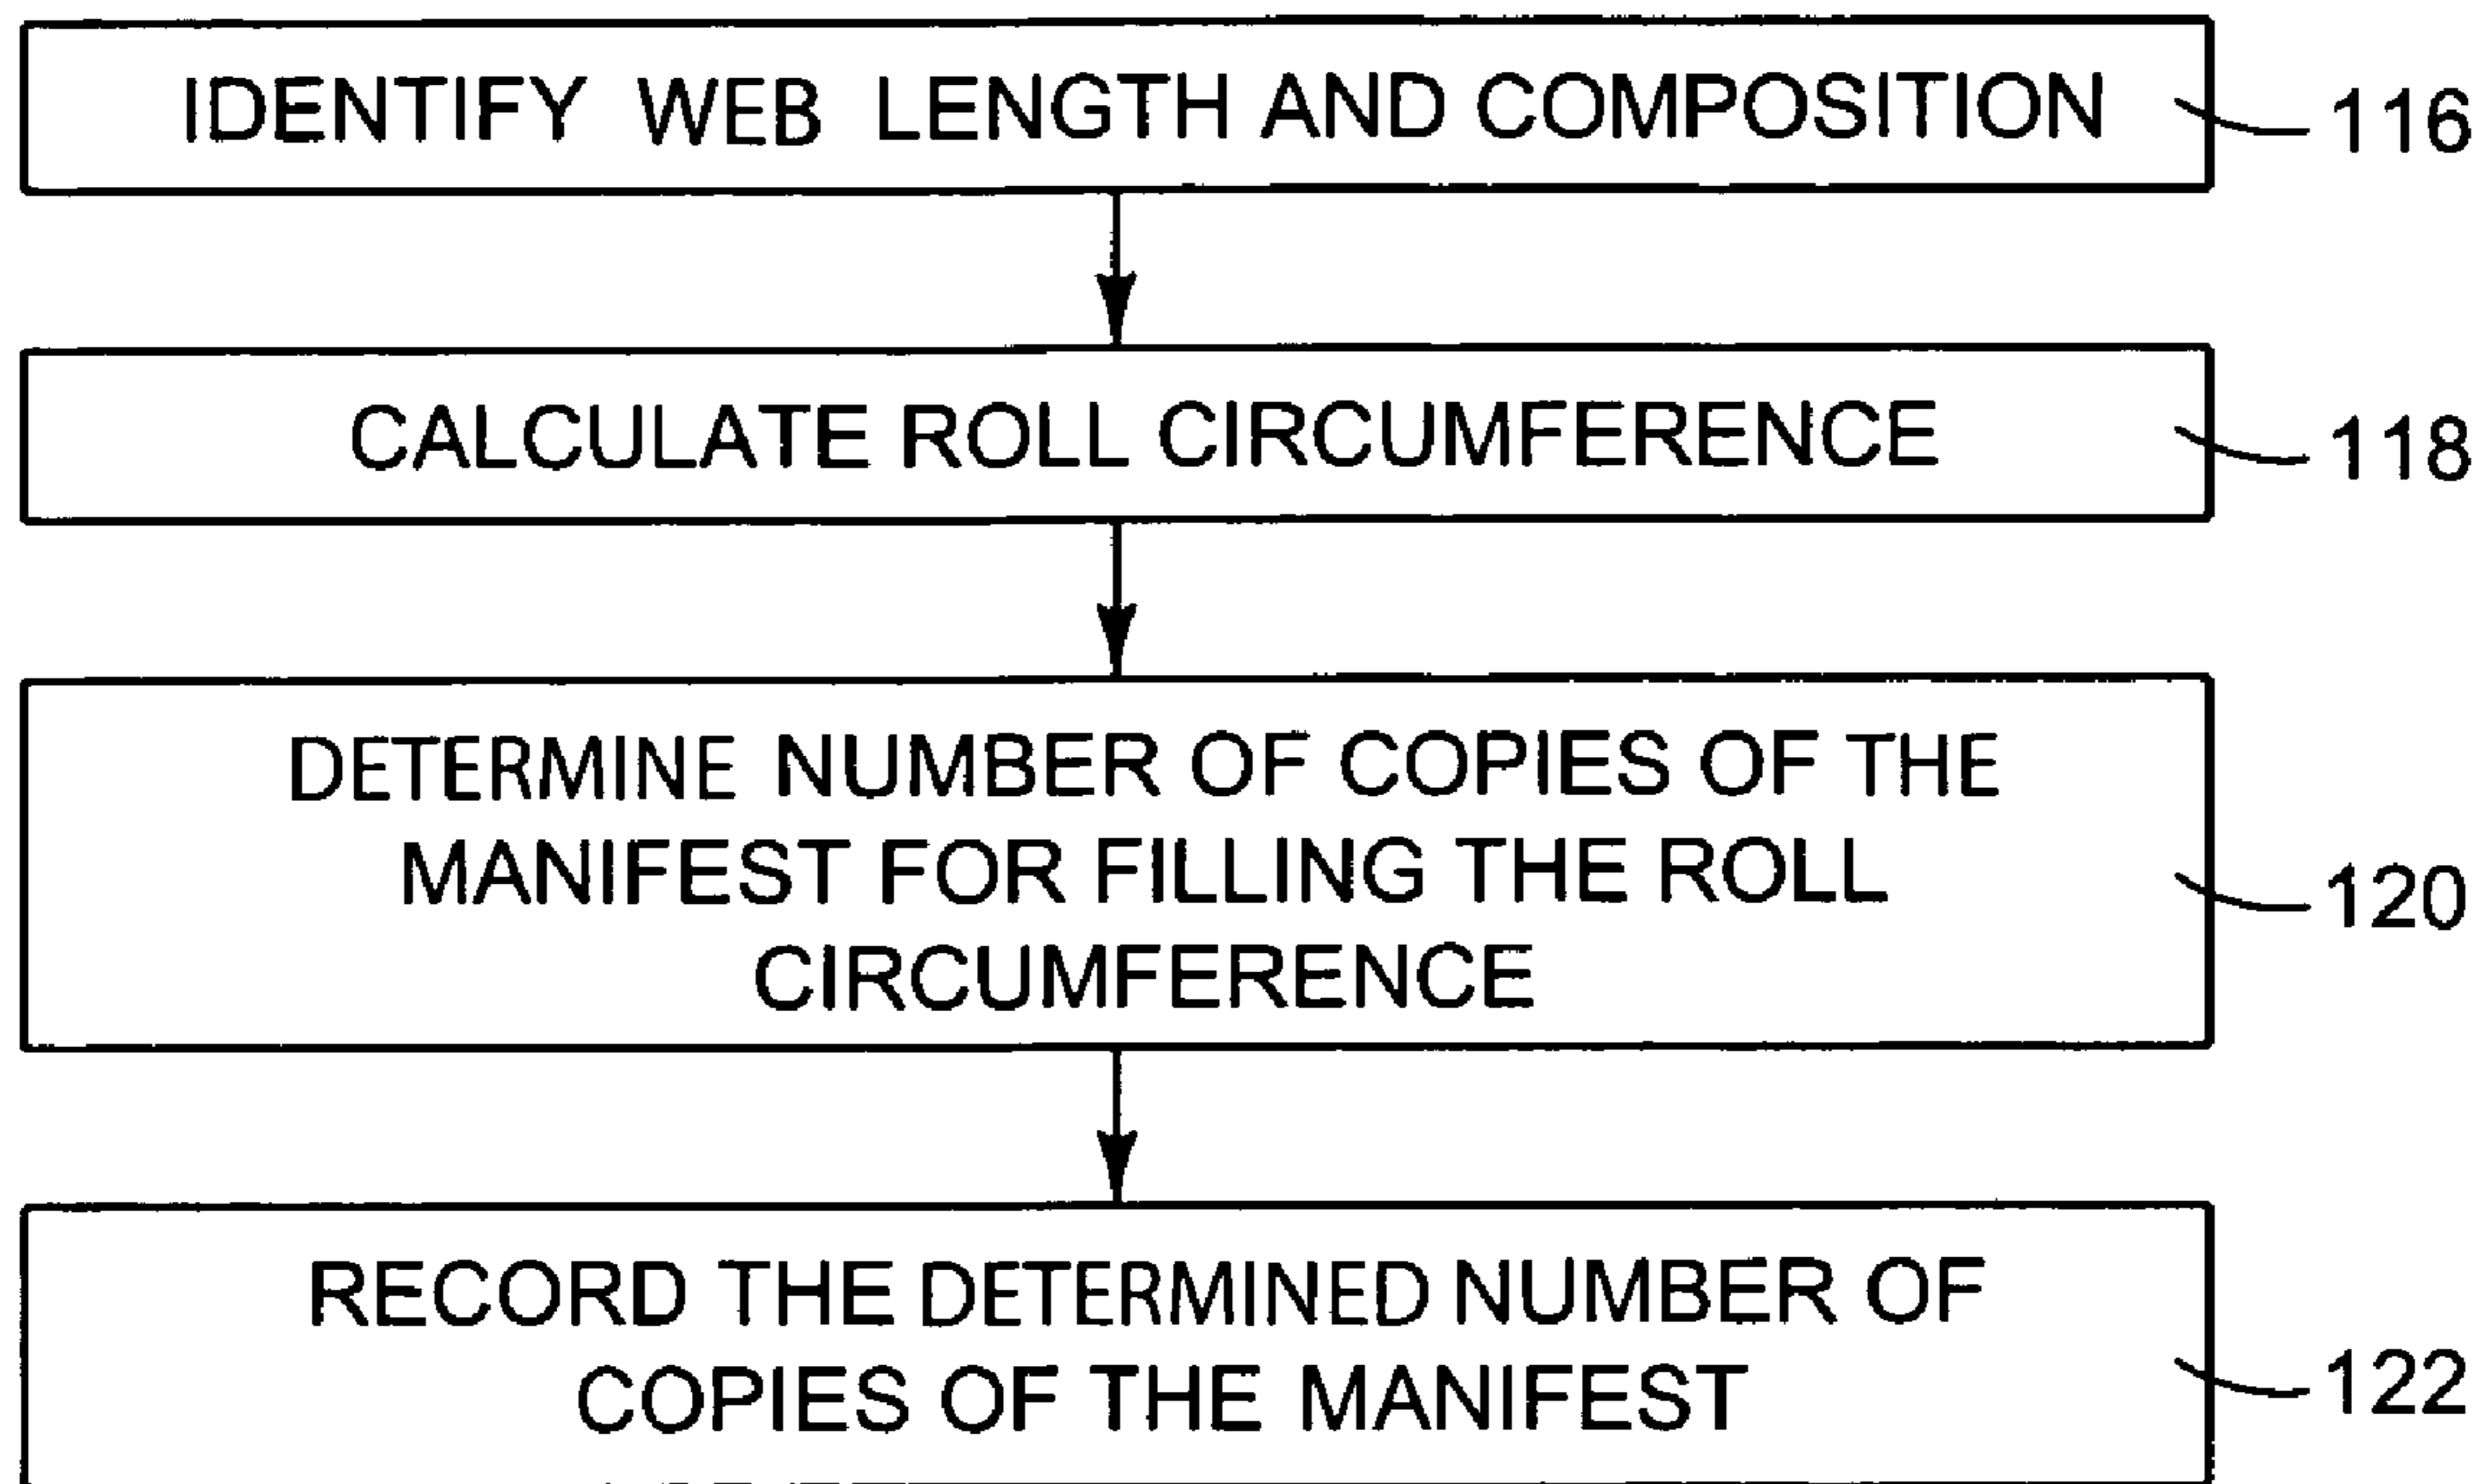 IDENTIFY WEB LENGTH AND COMPOSITION
116
CALCULATE ROLL CIRCUMFERENCE
118
DETERMINE NUMBER OF COPIES OF THE
MANIFEST FOR FILLING THE ROLL
CIRCUMFERENCE
120
RECORD THE DETERMINED NUMBER OF
COPIES OF THE MANIFEST
122